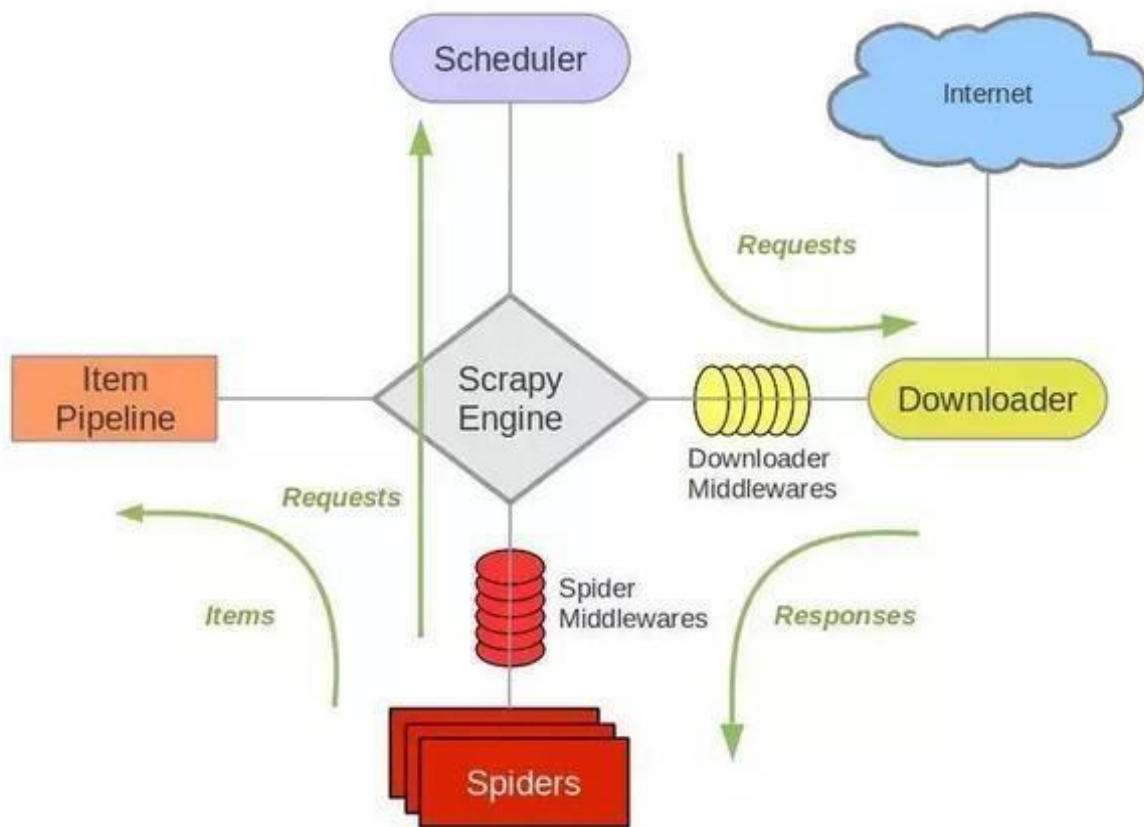 Scheduler
Internet
Requests
Item
Pipeline
Scrapy
Engine
Downloader
Downloader
Middlewares
Requests
Items
Spider
Middlewares
Responses
Spiders